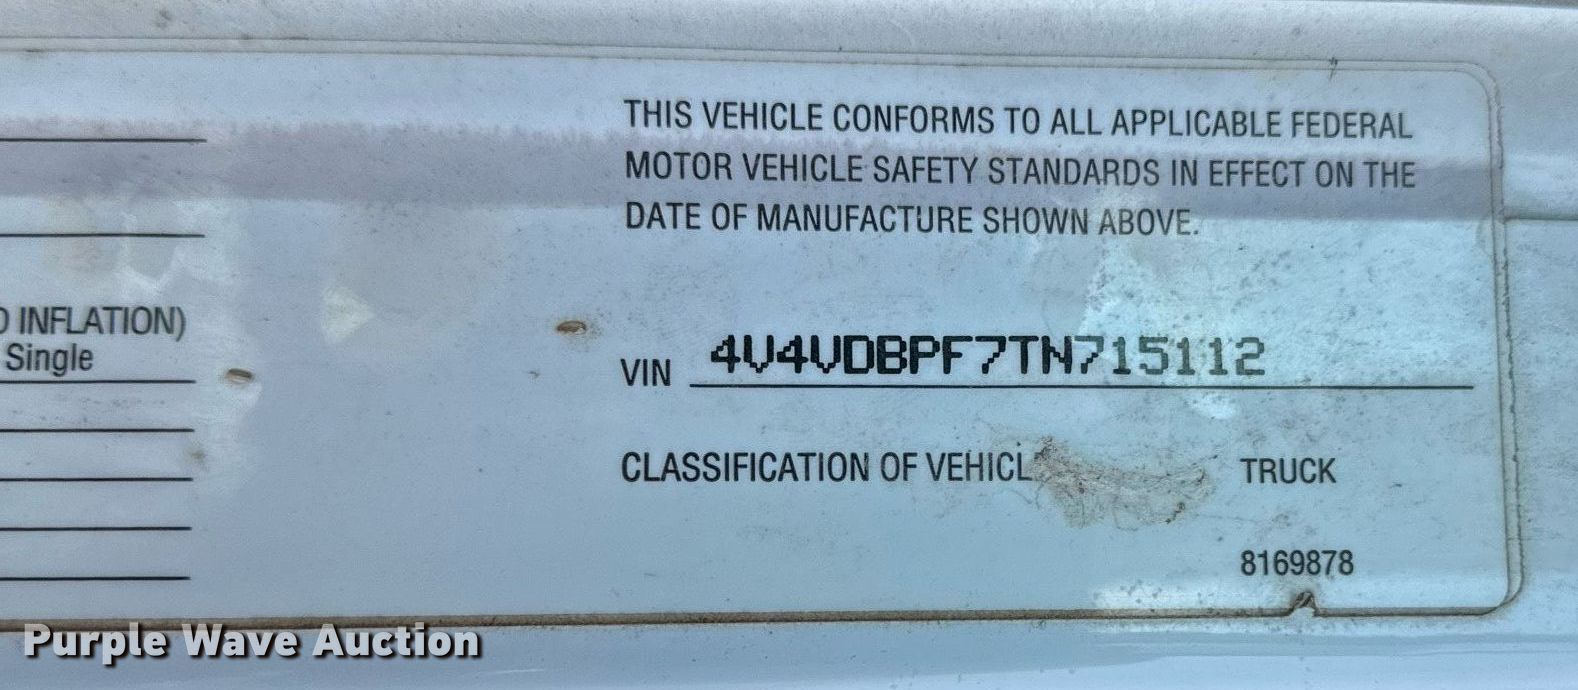 THIS VEHICLE CONFORMS TO ALL APPLICABLE FEDERAL
MOTOR VEHICLE SAFETY STANDARDS IN EFFECT ON THE
DATE OF MANUFACTURE SHOWN ABOVE.
INFLATION)
Single
VIN 4V4VDBPF7TN715112
CLASSIFICATION OF VEHICL TRUCK
8169878
Purple Wave Auction